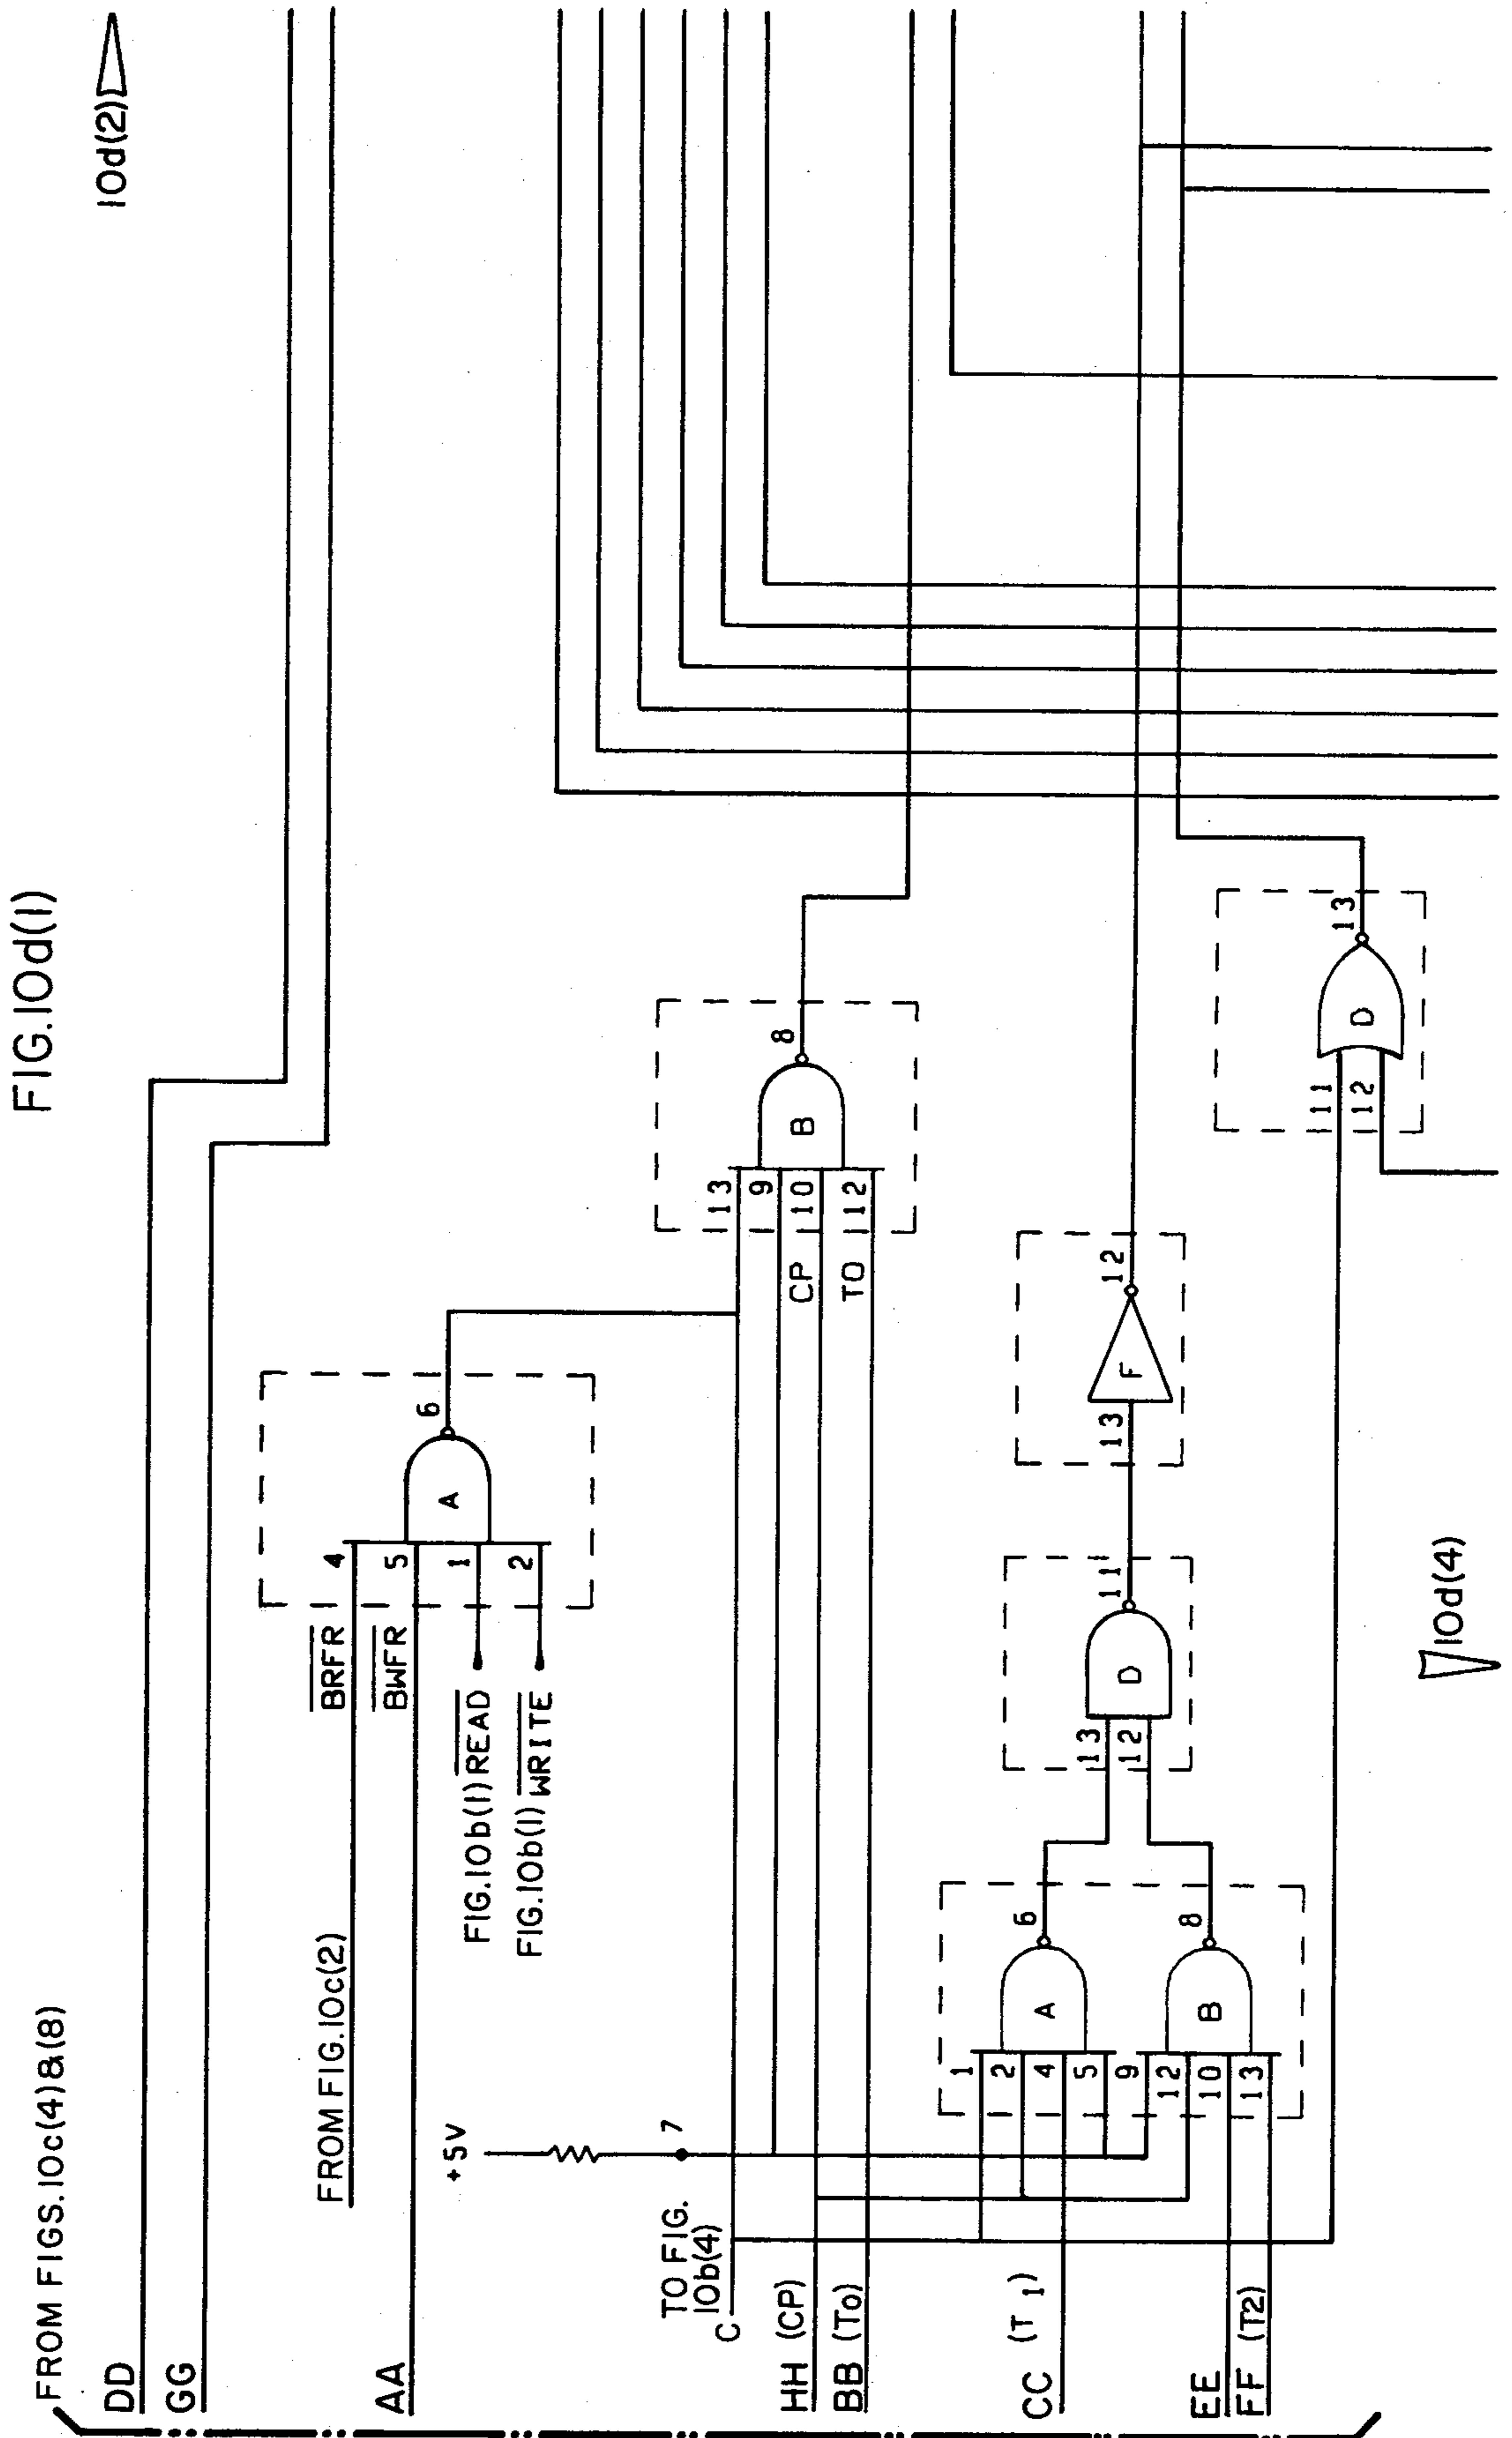 FIG.10d(1)
10d(2)
FROM FIGS.10c(4)&(8)
DD
GG
FROM FIG.10c(2)
BRFR
BWFR
AA
FIG.10b(1) READ
FIG.10b(1) WRITE
4
5
1
2
A
6
+5V
7
TO FIG.
10b(4)
C
HH (CP)
BB (To)
CP
TO
13
9
10
12
B
8
CC (T1)
EE
FF (T2)
1
2
4
5
9
12
10
13
A
6
B
8
13
12
D
11
13
F
12
11
12
D
13
10d(4)